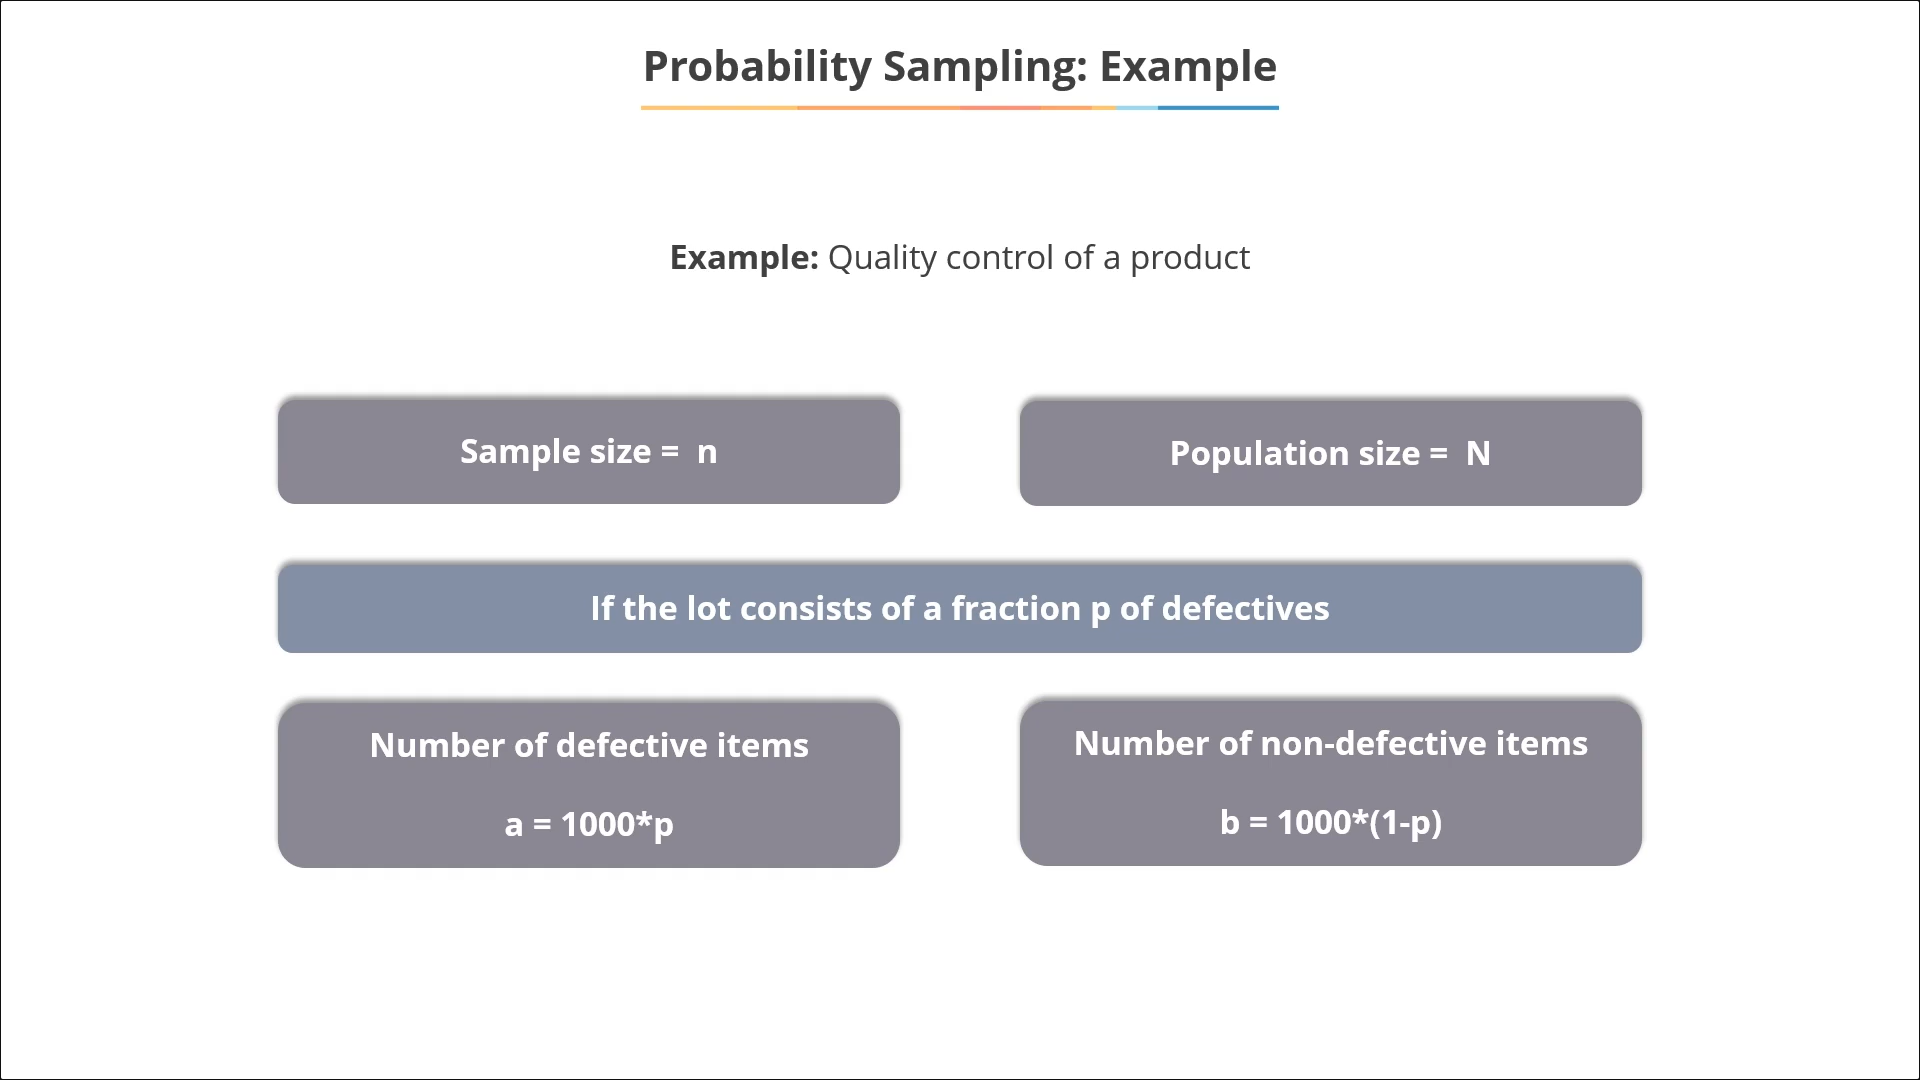 Probability Sampling: Example
Example: Quality control of a product
Sample size = n
Population size = N
If the lot consists of a fraction p of defectives
Number of defective items
a = 1000*p
Number of non-defective items
b = 1000*(1-p)